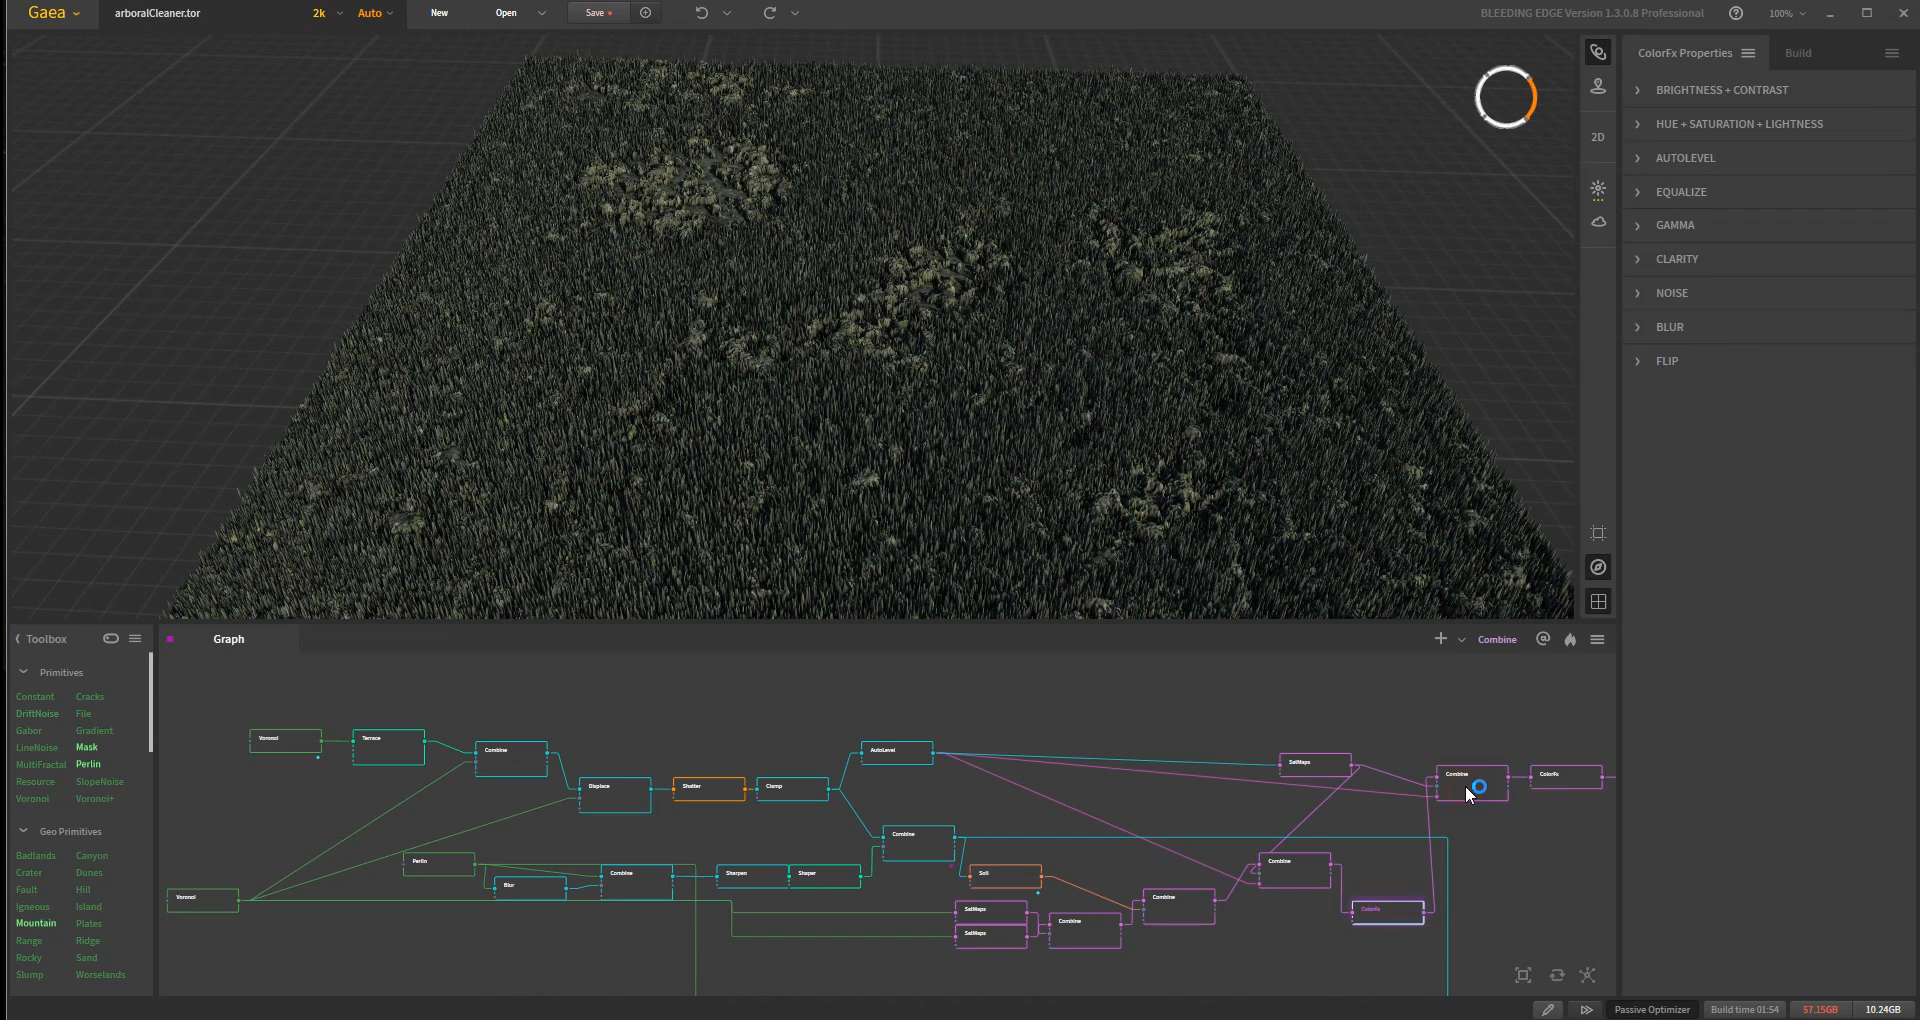 Gaea
arboralCleaner.tor
2k
Auto
New
Open
Save
BLEEDING EDGE Version 1.3.0.8 Professional
100%
ColorFx Properties
Build
BRIGHTNESS + CONTRAST
HUE + SATURATION + LIGHTNESS
AUTOLEVEL
EQUALIZE
GAMMA
CLARITY
NOISE
BLUR
FLIP
2D
Toolbox
Graph
Combine
Primitives
Constant Cracks
DriftNoise File
Gabor Gradient
LineNoise Mask
MultiFractal Perlin
Resource SlopeNoise
Voronoi Voronoi+
Geo Primitives
Badlands Canyon
Crater Dunes
Fault Hill
Igneous Island
Mountain Plates
Range Ridge
Rocky Sand
Slump Worselands
Voronoi
Terrace
Combine
AutoLevel
SatMaps
Combine
ColorFx
Displace
Shatter
Clamp
Combine
Perlin
Blur
Combine
Sharpen
Shaper
Soil
Combine
Voronoi
SatMaps
SatMaps
Combine
Combine
ColorFx
Passive Optimizer
Build time 01:54
57.15GB
10.24GB